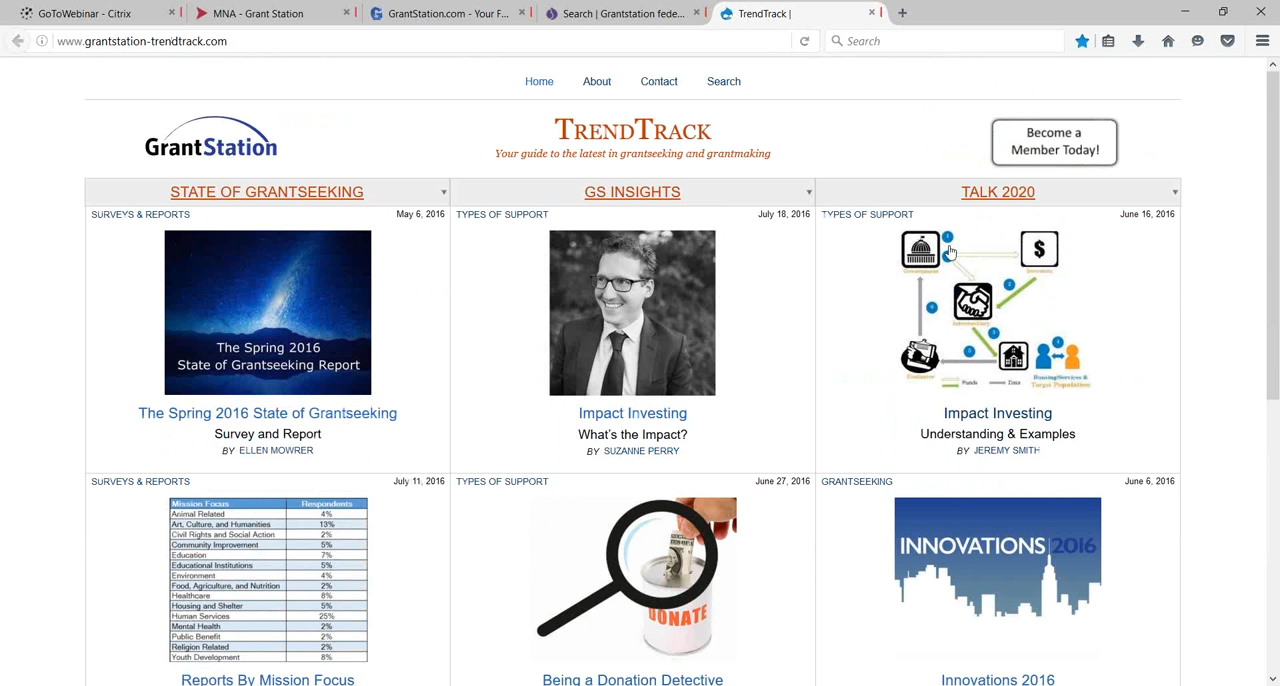 GoToWebinar - Citrix
MNA - Grant Station
GrantStation.com - Your F...
Search | Grantstation fede...
TrendTrack |
www.grantstation-trendtrack.com
Search
Home
About
Contact
Search
GrantStation
TRENDTRACK
Your guide to the latest in grantseeking and grantmaking
Become a
Member Today!
STATE OF GRANTSEEKING
GS INSIGHTS
TALK 2020
SURVEYS & REPORTS
May 6, 2016
The Spring 2016
State of Grantseeking Report
The Spring 2016 State of Grantseeking
Survey and Report
BY ELLEN MOWRER
TYPES OF SUPPORT
July 18, 2016
Impact Investing
What's the Impact?
BY SUZANNE PERRY
TYPES OF SUPPORT
June 16, 2016
$
Funds
Data
Impact Investing
Understanding & Examples
BY JEREMY SMITH
SURVEYS & REPORTS
July 11, 2016
Mission Focus Respondents
Animal Related 4%
Art, Culture, and Humanities 13%
Civil Rights and Social Action 2%
Community Improvement 5%
Education 7%
Educational Institutions 5%
Environment 4%
Food, Agriculture, and Nutrition 2%
Healthcare 8%
Housing and Shelter 5%
Human Services 25%
Mental Health 2%
Public Benefit 2%
Religion Related 2%
Youth Development 8%
Reports By Mission Focus
TYPES OF SUPPORT
June 27, 2016
DONATE
Being a Donation Detective
GRANTSEEKING
June 6, 2016
INNOVATIONS|2016
Innovations 2016